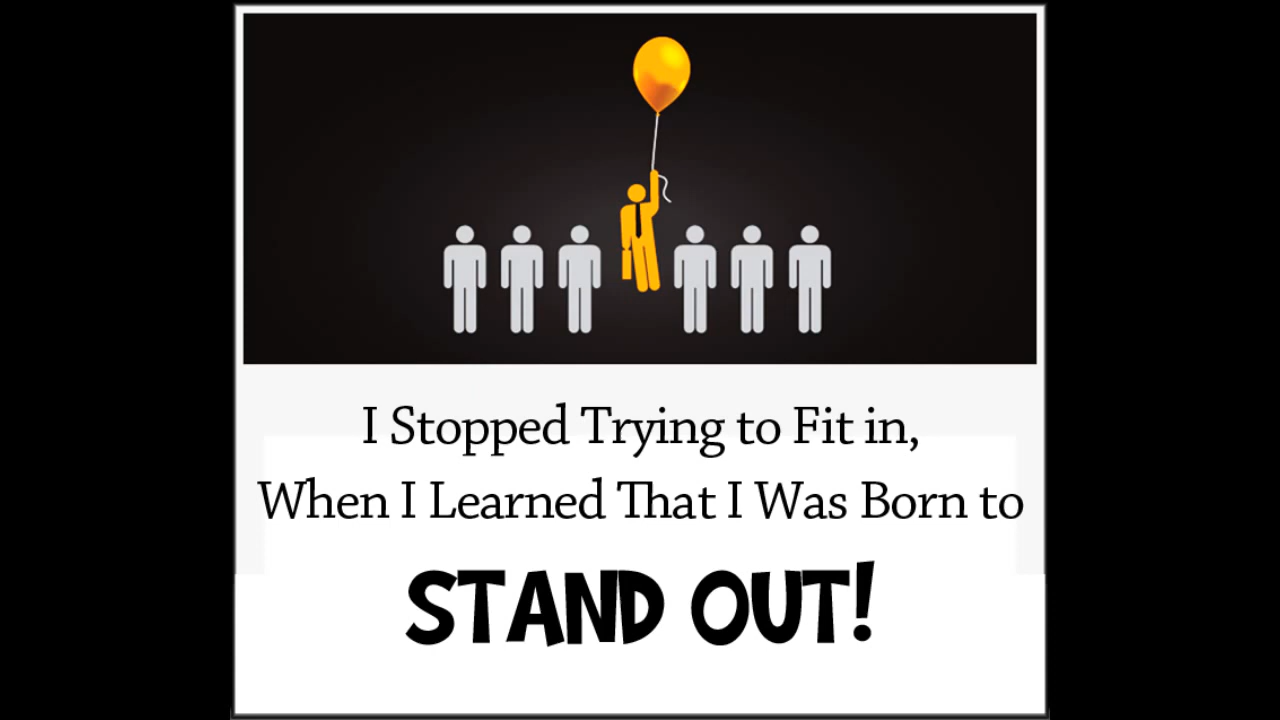 I Stopped Trying to Fit in,
When I Learned That I Was Born to
STAND OUT!